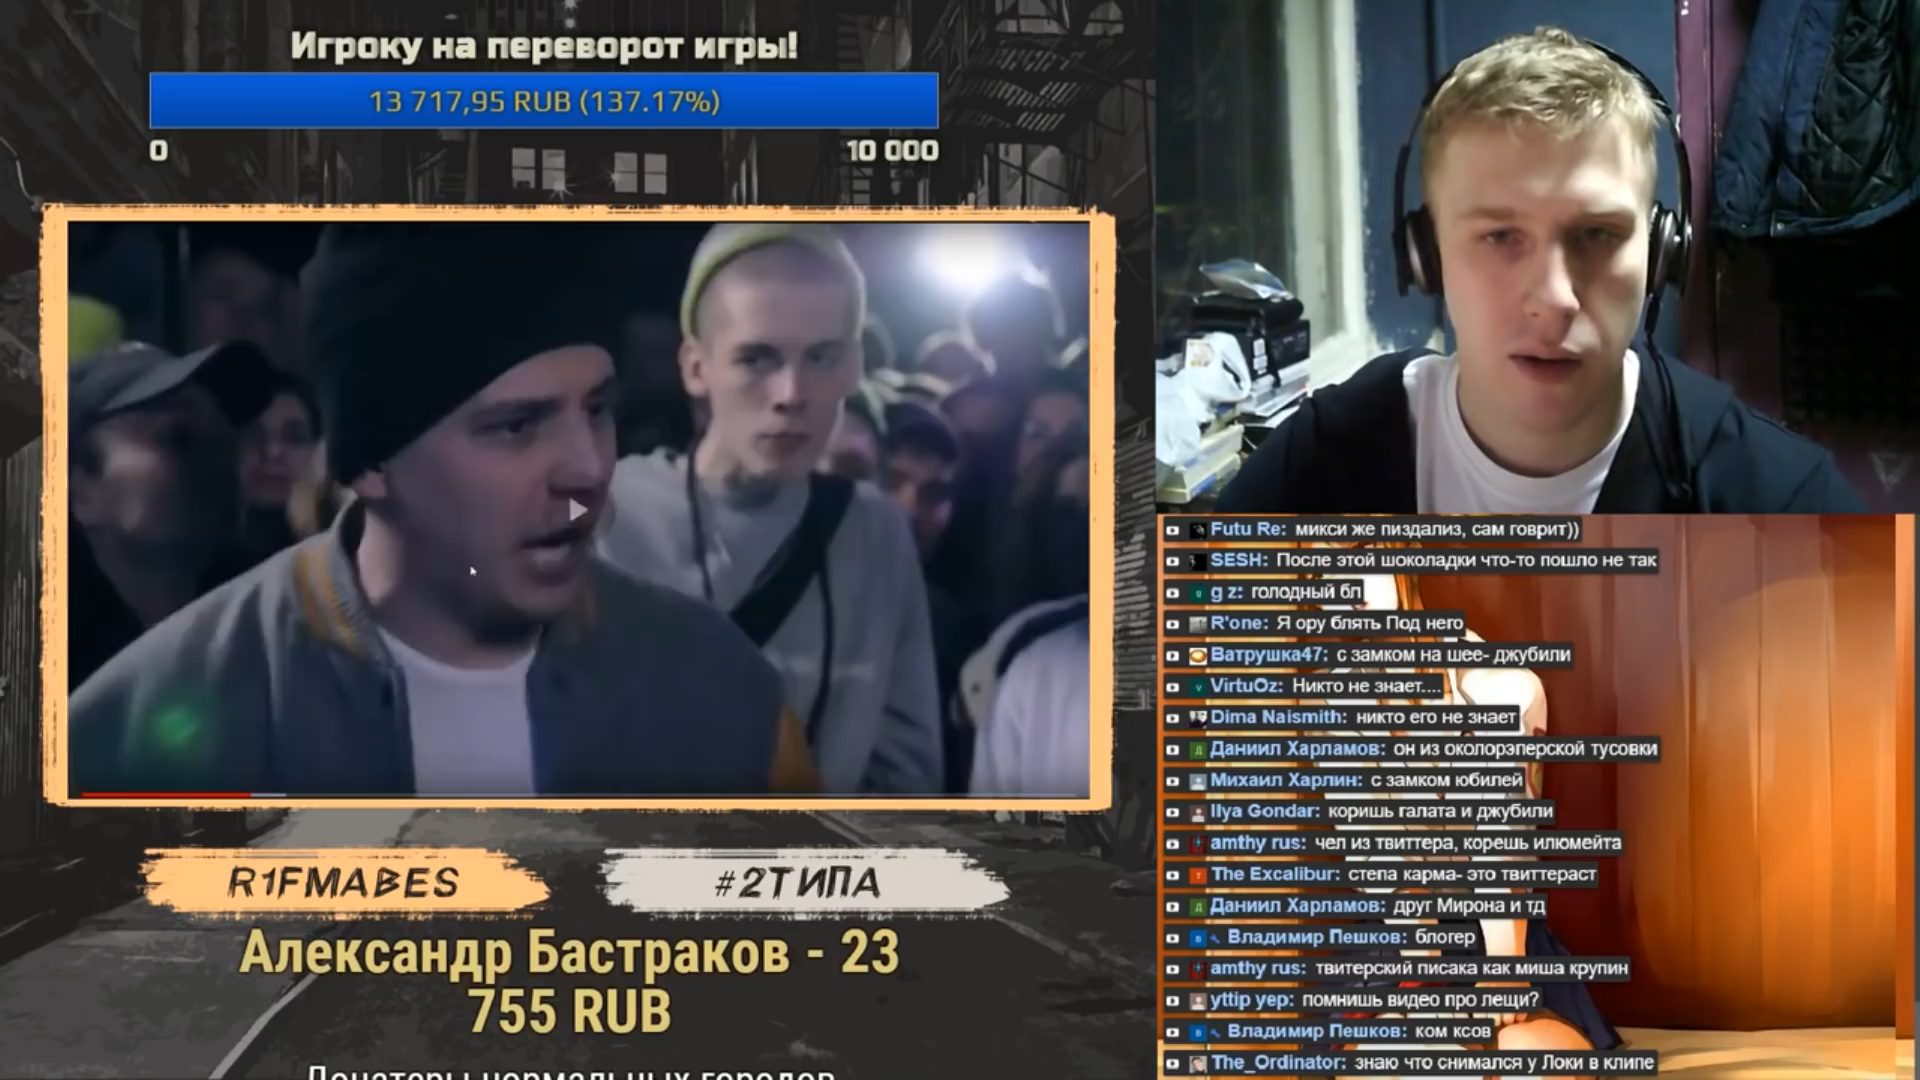 Игроку на переворот игры!
13 717,95 RUB (137.17%)
0
10 000
R1FMABES
#2ТИПА
Александр Бастраков - 23
755 RUB
Донатеры нормальных городов
Futu Re: микси же пиздализ, сам говрит))
SESH: После этой шоколадки что-то пошло не так
g z: голодный бл
R'one: Я ору блять Под него
Ватрушка47: с замком на шее- джубили
VirtuOz: Никто не знает....
Dima Naismith: никто его не знает
Даниил Харламов: он из околорэперской тусовки
Михаил Харлин: с замком юбилей
Ilya Gondar: коришь галата и джубили
amthy rus: чел из твиттера, корешь илюмейта
The Excalibur: степа карма- это твиттераст
Даниил Харламов: друг Мирона и тд
Владимир Пешков: блогер
amthy rus: твитерский писака как миша крупин
yttip yep: помнишь видео про лещи?
Владимир Пешков: ком ксов
The_Ordinator: знаю что снимался у Локи в клипе